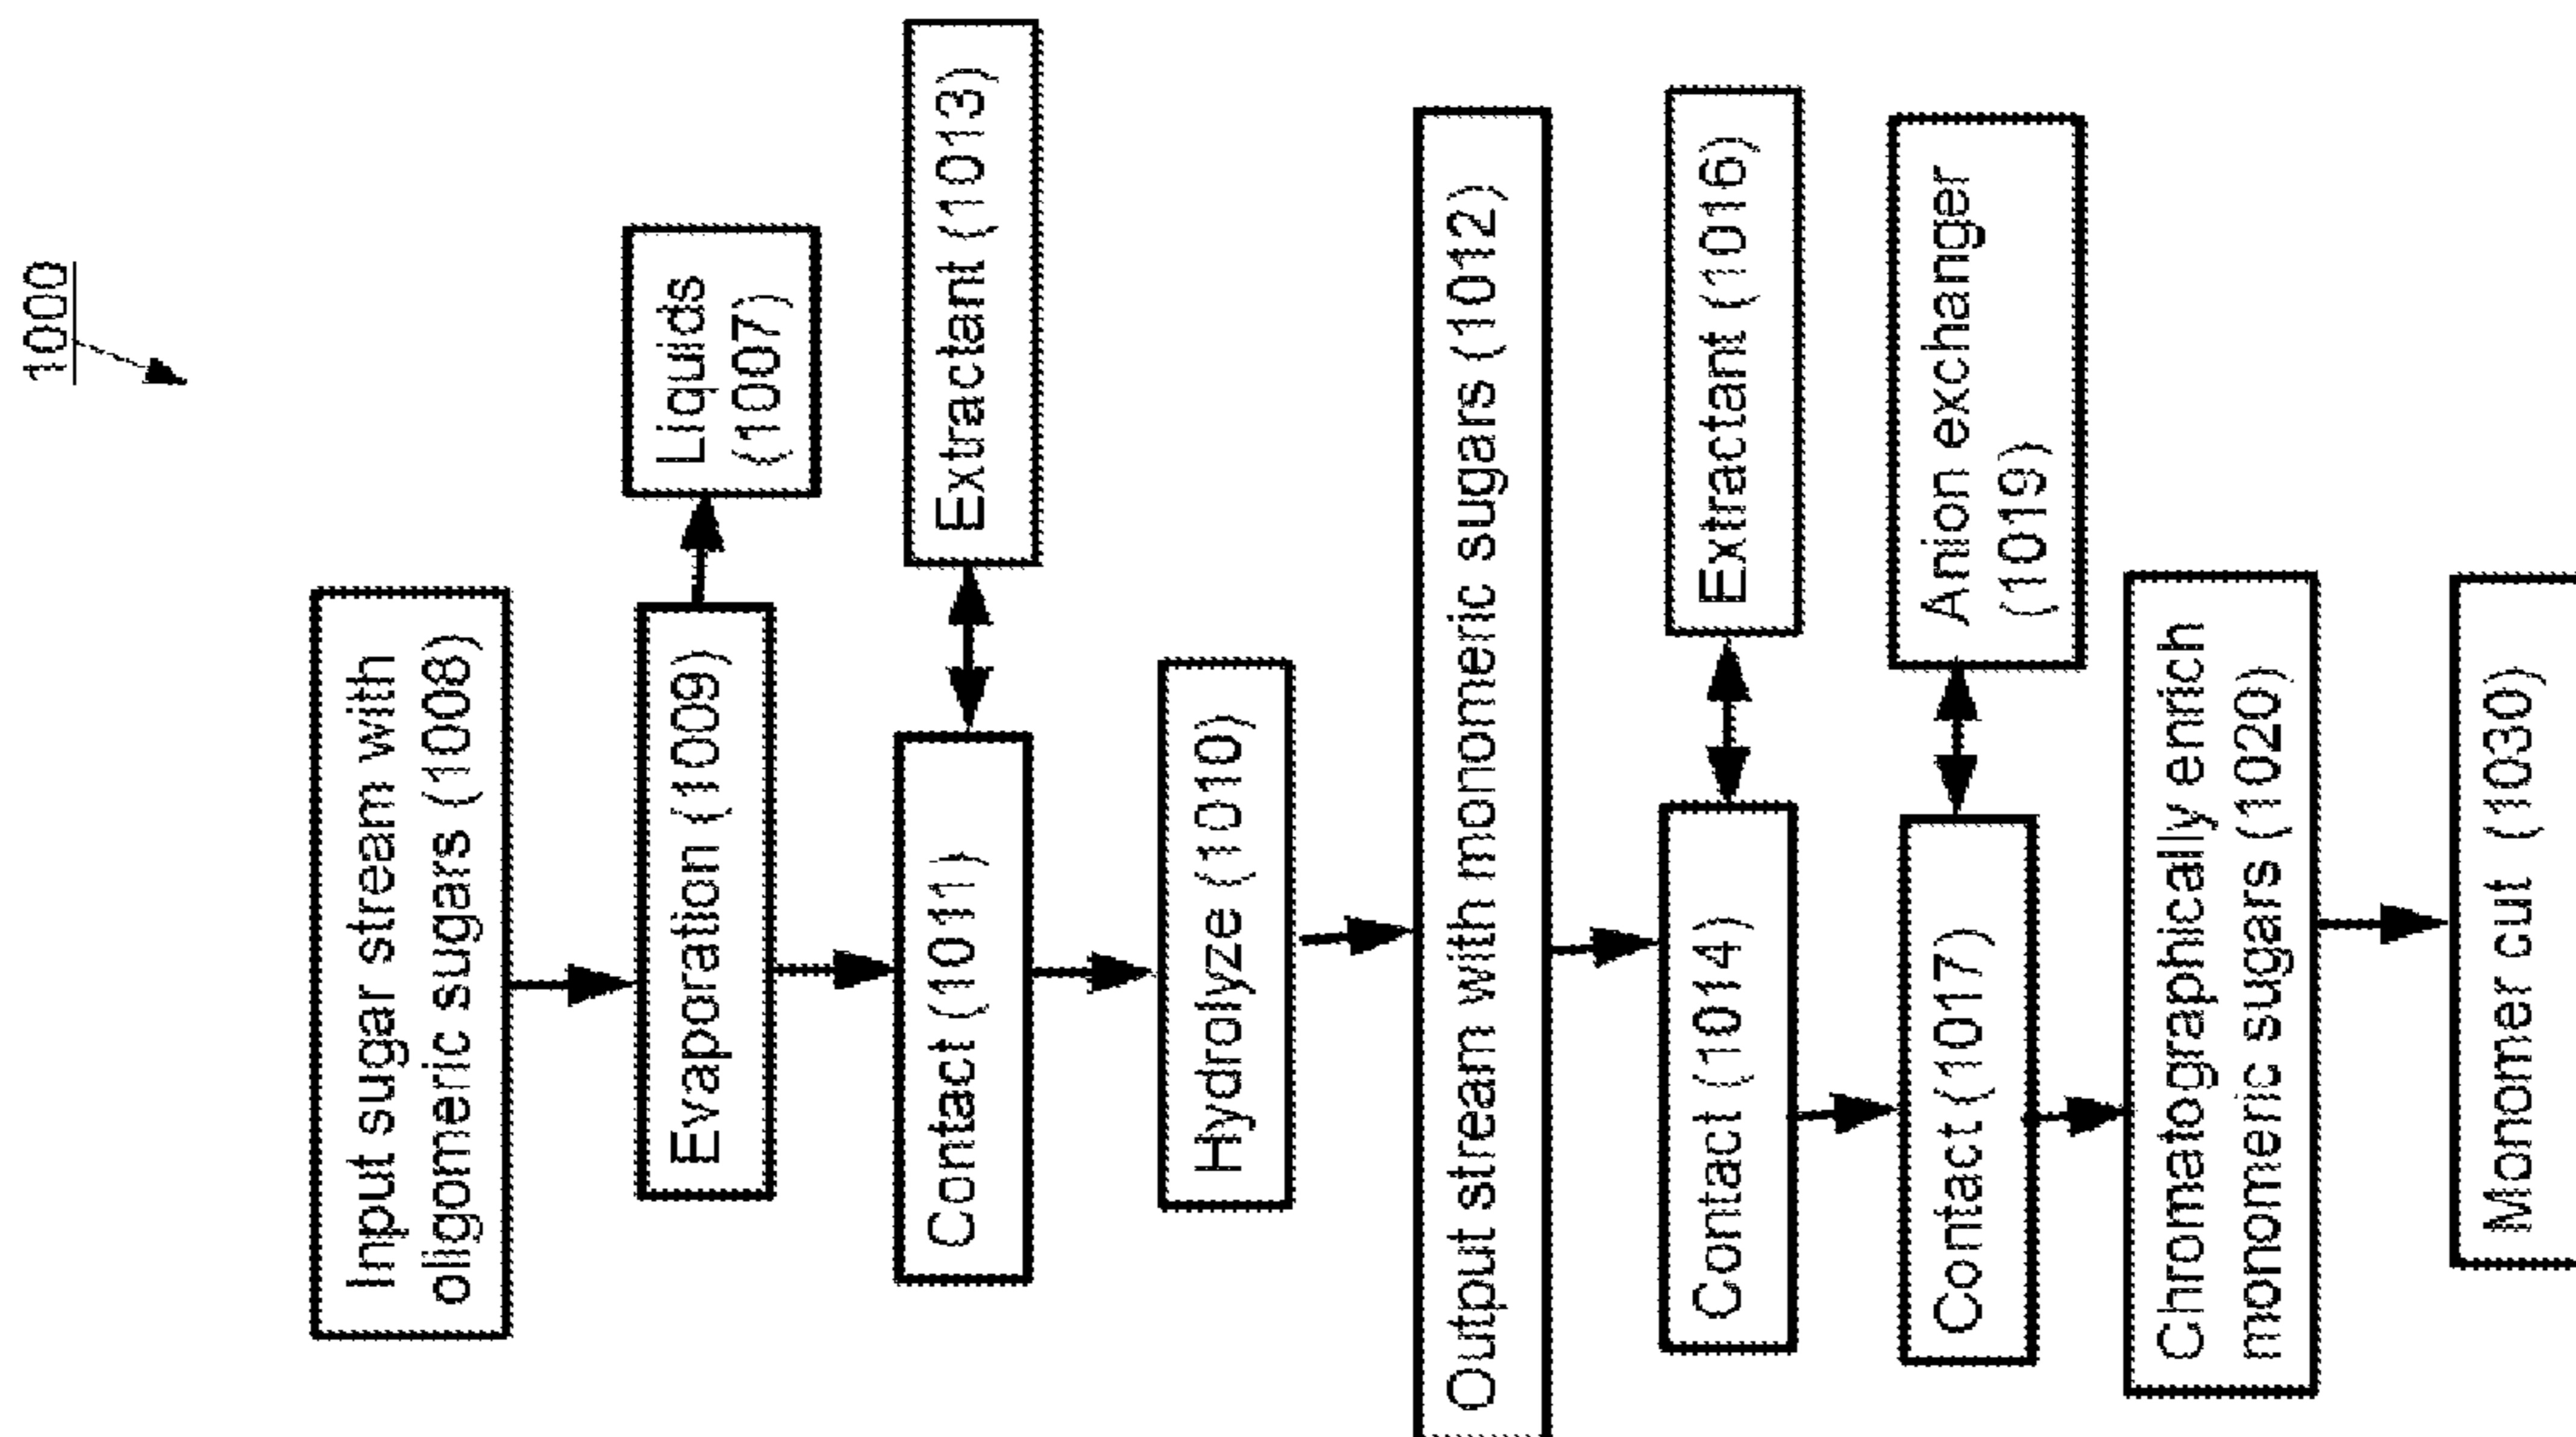 1000
Input sugar stream with
oligomeric sugars (1008)
Evaporation (1009)
Liquids
(1007)
Contact (1011)
Extractant (1013)
Hydrolyze (1010)
Output stream with monomeric sugars (1012)
Contact (1014)
Extractant (1016)
Contact (1017)
Anion exchanger
(1019)
Chromatographically enrich
monomeric sugars (1020)
Monomer cut (1030)